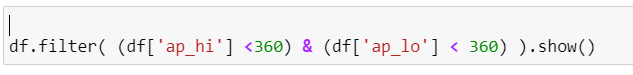 df.filter( (df['ap_hi'] <360) & (df['ap_lo'] < 360) ).show()